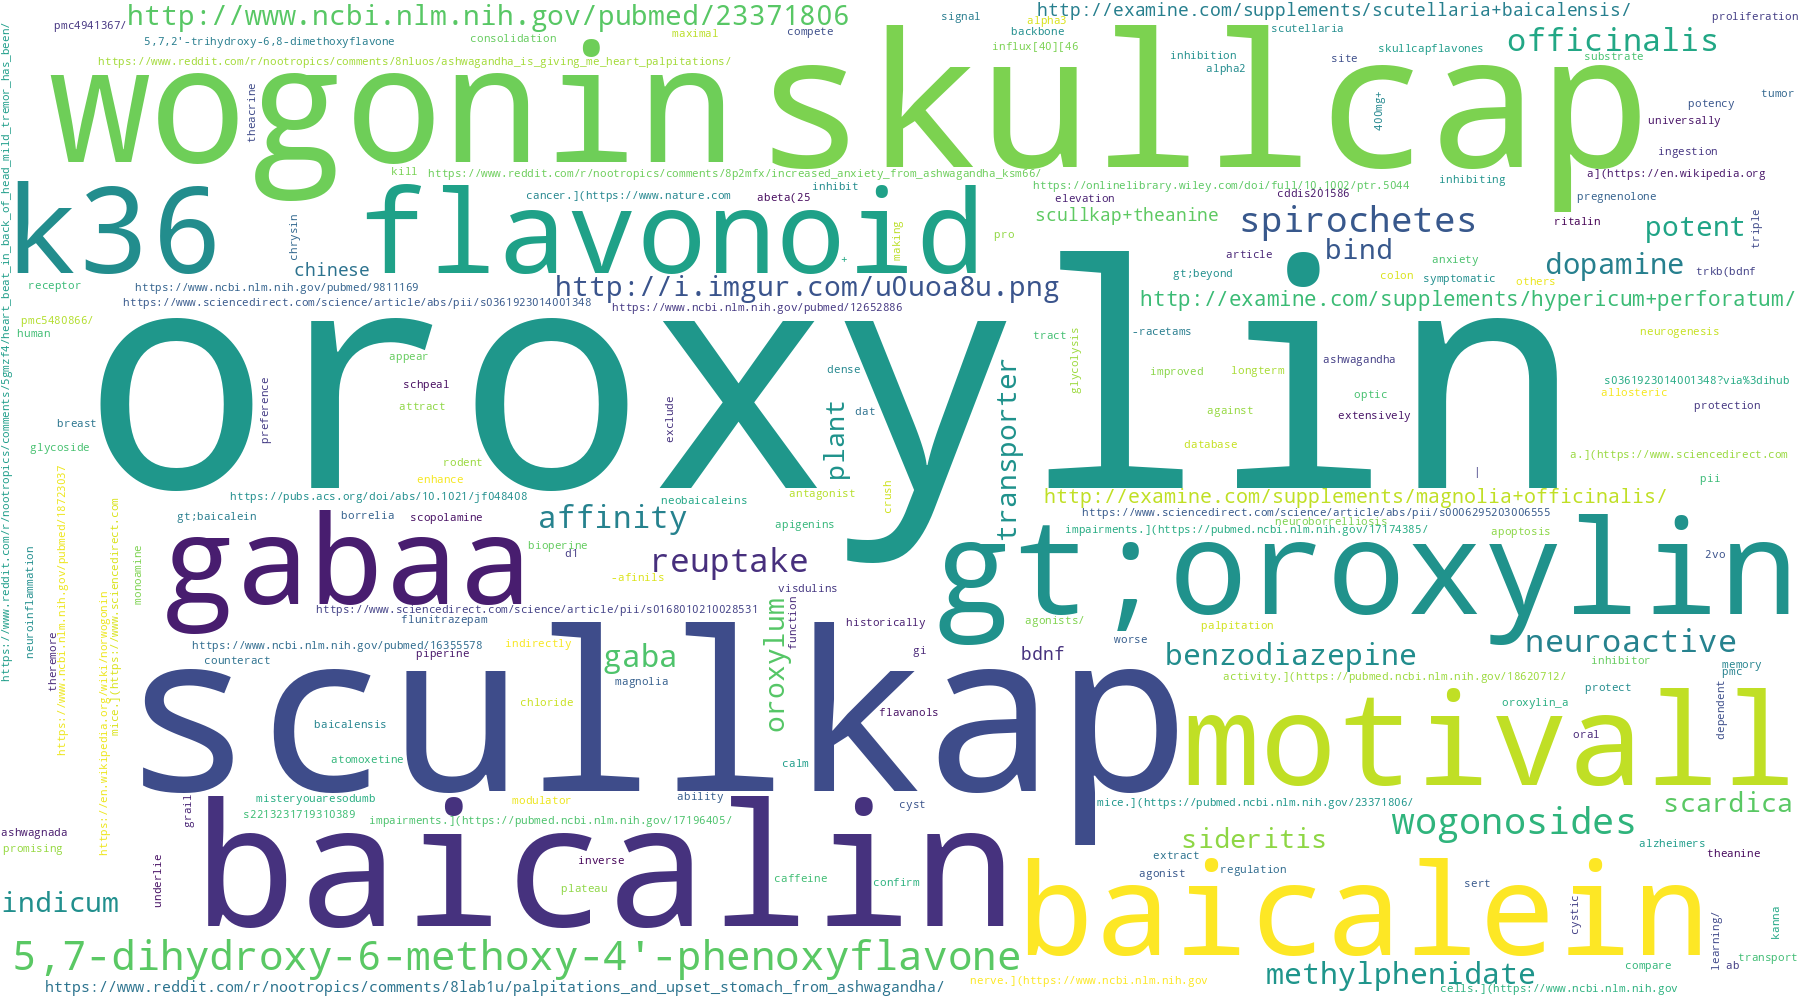 http://www.ncbi.nlm.nih.gov/pubmed/23371806
signal
alpha3
http://examine.com/supplements/scutellaria+baicalensis/
proliferation
pmc4941367/
5,7,2'-trihydroxy-6,8-dimethoxyflavone
consolidation
maximal
compete
backbone
scutellaria
influx[40][46
skullcapflavones
officinalis
https://www.reddit.com/r/nootropics/comments/8nluos/ashwagandha_is_giving_me_heart_palpitations/
inhibition
alpha2
site
substrate
wogonin
skullcap
theacrine
400mg+
tumor
potency
universally
ingestion
kill
https://www.reddit.com/r/nootropics/comments/8p2mfx/increased_anxiety_from_ashwagandha_ksm66/
a](https://en.wikipedia.org
https://onlinelibrary.wiley.com/doi/full/10.1002/ptr.5044
inhibiting
k36
flavonoid
cancer.](https://www.nature.com
inhibit
abeta(25
elevation
cddis201586
pregnenolone
scullkap+theanine
spirochetes
ritalin
potent
triple
chrysin
making
pro
bind
article
anxiety
dopamine
trkb(bdnf
chinese
+
gt;beyond
colon
symptomatic
others
receptor
https://www.ncbi.nlm.nih.gov/pubmed/9811169
http://i.imgur.com/u0uoa8u.png
http://examine.com/supplements/hypericum+perforatum/
https://www.sciencedirect.com/science/article/abs/pii/s0361923014001348
https://www.ncbi.nlm.nih.gov/pubmed/12652886
pmc5480866/
human
oroxylin
tract
-racetams
neurogenesis
appear
dense
glycolysis
improved
longterm
ashwagandha
schpeal
preference
attract
exclude
dat
plant
transporter
against
optic
extensively
s0361923014001348?via%3dihub
allosteric
protection
breast
glycoside
database
rodent
enhance
a.](https://www.sciencedirect.com
|
pii
https://www.reddit.com/r/nootropics/comments/5gmzf4/heart_beat_in_back_of_head_mild_tremor_has_been/
https://www.ncbi.nlm.nih.gov/pubmed/18723037
mice.](https://www.sciencedirect.com
https://pubs.acs.org/doi/abs/10.1021/jf048408
neobaicaleins
antagonist
crush
http://examine.com/supplements/magnolia+officinalis/
gt;baicalein
borrelia
scopolamine
affinity
apigenins
https://www.sciencedirect.com/science/article/abs/pii/s0006295203006555
neuroborrelliosis
impairments.](https://pubmed.ncbi.nlm.nih.gov/17174385/
apoptosis
gabaa
bioperine
reuptake
gt;oroxylin
2vo
neuroinflammation
monoamine
-afinils
visdulins
https://www.sciencedirect.com/science/article/pii/s0168010210028531
flunitrazepam
oroxylum
function
historically
agonists/
palpitation
worse
neuroactive
theremore
https://en.wikipedia.org/wiki/norwogonin
https://www.ncbi.nlm.nih.gov/pubmed/16355578
indirectly
counteract
piperine
gaba
gi
bdnf
benzodiazepine
inhibitor
memory
pmc
scullkap
magnolia
activity.](https://pubmed.ncbi.nlm.nih.gov/18620712/
protect
dependent
chloride
flavanols
oroxylin_a
motivall
baicalensis
oral
atomoxetine
calm
misteryouaresodumb
modulator
ability
cyst
mice.](https://pubmed.ncbi.nlm.nih.gov/23371806/
scardica
grail
s2213231719310389
impairments.](https://pubmed.ncbi.nlm.nih.gov/17196405/
wogonosides
ashwagnada
promising
baicalin
sideritis
alzheimers
theanine
underlie
inverse
extract
agonist
regulation
baicalein
plateau
caffeine
confirm
sert
cystic
indicum
learning/
kanna
5,7-dihydroxy-6-methoxy-4'-phenoxyflavone
transport
compare
ab
methylphenidate
https://www.reddit.com/r/nootropics/comments/8lab1u/palpitations_and_upset_stomach_from_ashwagandha/
nerve.](https://www.ncbi.nlm.nih.gov
cells.](https://www.ncbi.nlm.nih.gov